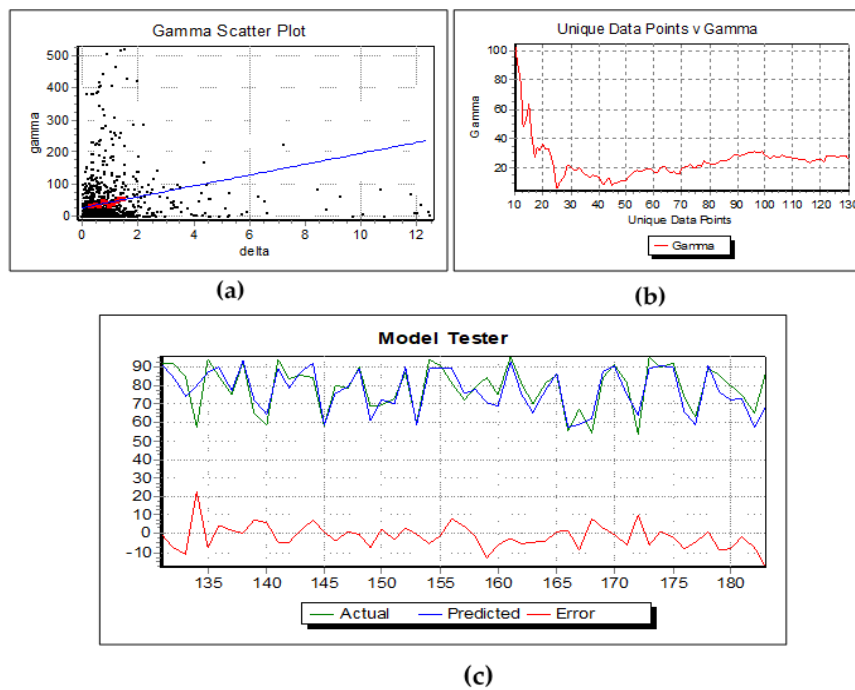 Gamma Scatter Plot
500
400
300
200
100
0
gamma
0 2 4 6 8 10 12
delta
(a)
Unique Data Points v Gamma
100
80
60
40
20
Gamma
10 20 30 40 50 60 70 80 90 100 110 120 130
Unique Data Points
Gamma
(b)
Model Tester
90
80
70
60
50
40
30
20
10
0
-10
135 140 145 150 155 160 165 170 175 180
Actual Predicted Error
(c)